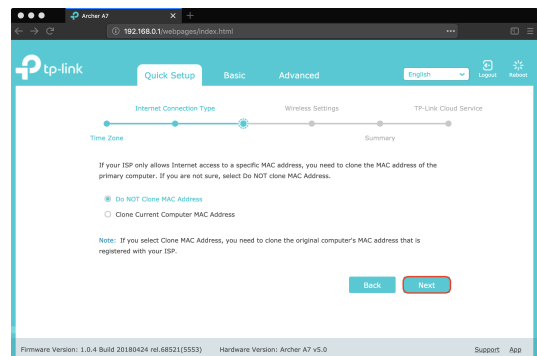 Archer A7
192.168.0.1/webpages/index.html
tp-link
Quick Setup Basic Advanced English Logout Reboot
Internet Connection Type Wireless Settings TP-Link Cloud Service
Time Zone Summary
If your ISP only allows Internet access to a specific MAC address, you need to clone the MAC address of the
primary computer. If you are not sure, select Do NOT clone MAC Address.
Do NOT Clone MAC Address
Clone Current Computer MAC Address
Note: If you select Clone MAC Address, you need to clone the original computer's MAC address that is
registered with your ISP.
Back Next
Firmware Version: 1.0.4 Build 20180424 rel.68521(5553) Hardware Version: Archer A7 v5.0 Support App